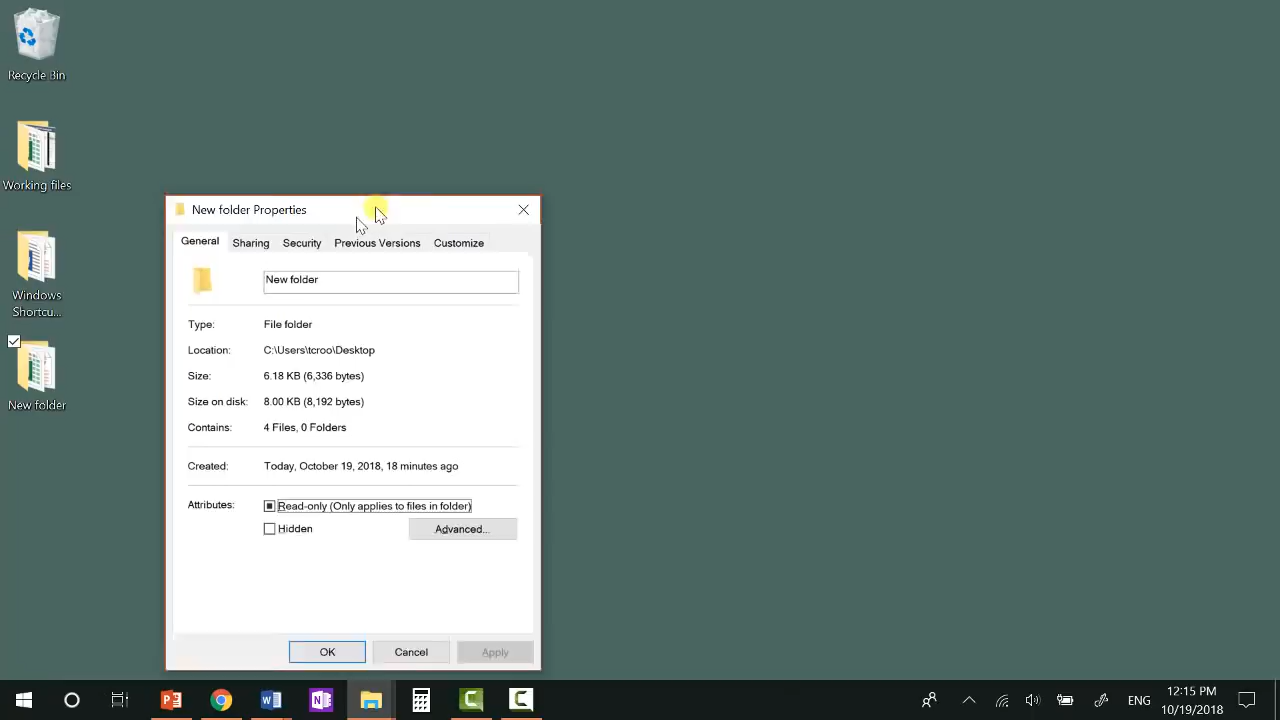 Recycle Bin
Working files
Windows
Shortcu...
New folder
New folder Properties
General Sharing Security Previous Versions Customize
New folder
Type: File folder
Location: C:\Users\tcroo\Desktop
Size: 6.18 KB (6,336 bytes)
Size on disk: 8.00 KB (8,192 bytes)
Contains: 4 Files, 0 Folders
Created: Today, October 19, 2018, 18 minutes ago
Attributes: Read-only (Only applies to files in folder)
Hidden Advanced...
OK Cancel Apply
ENG 12:15 PM
10/19/2018